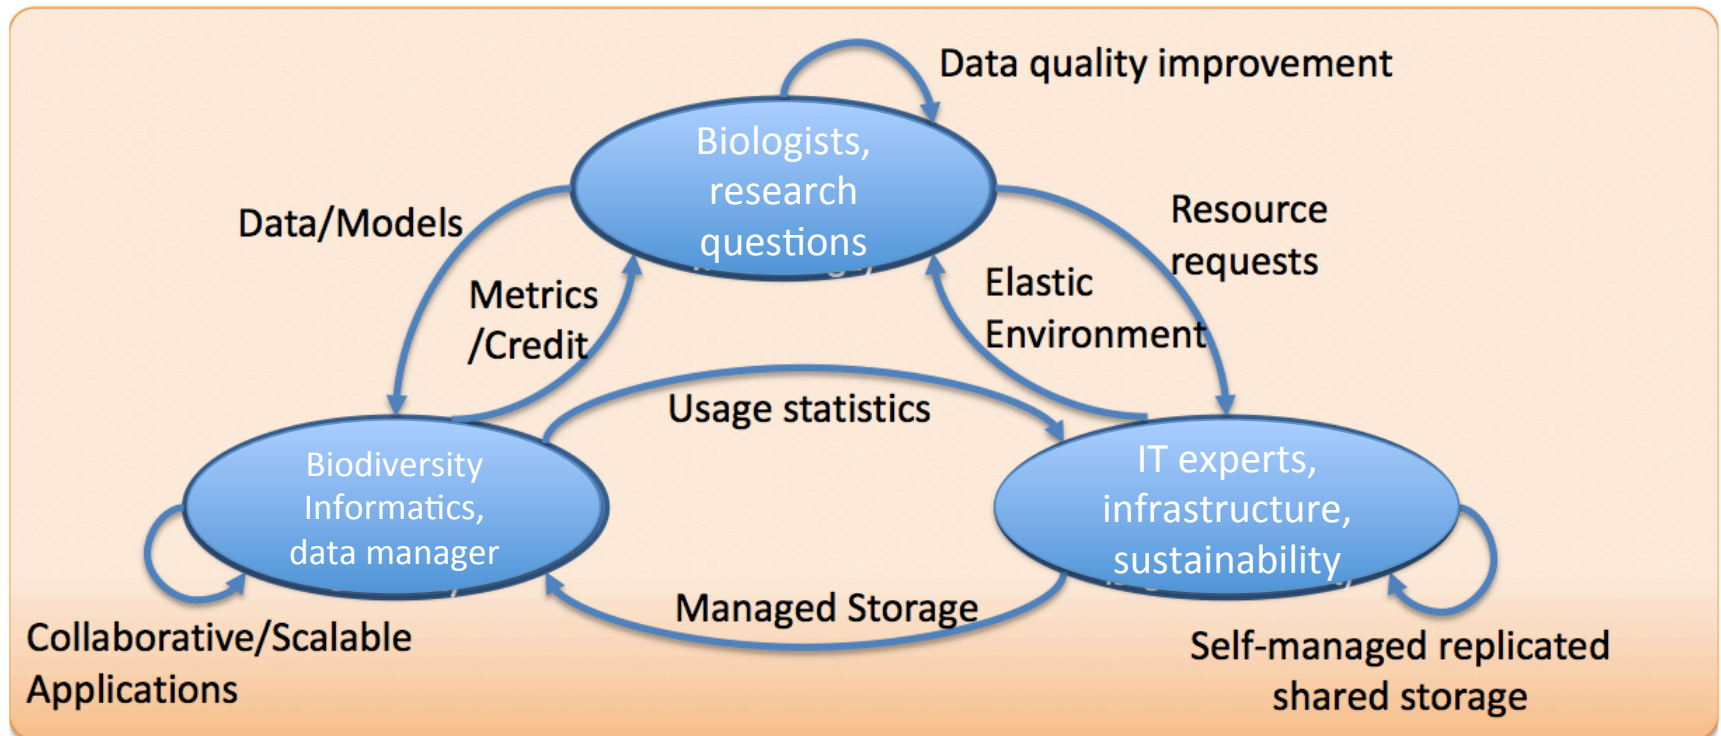 Data quality improvement
Biologists,
research
questions
Data/Models
Resource
requests
Metrics
/Credit
Elastic
Environment
Usage statistics
Biodiversity
Informatics,
data manager
IT experts,
infrastructure,
sustainability
Managed Storage
Collaborative/Scalable
Applications
Self-managed replicated
shared storage